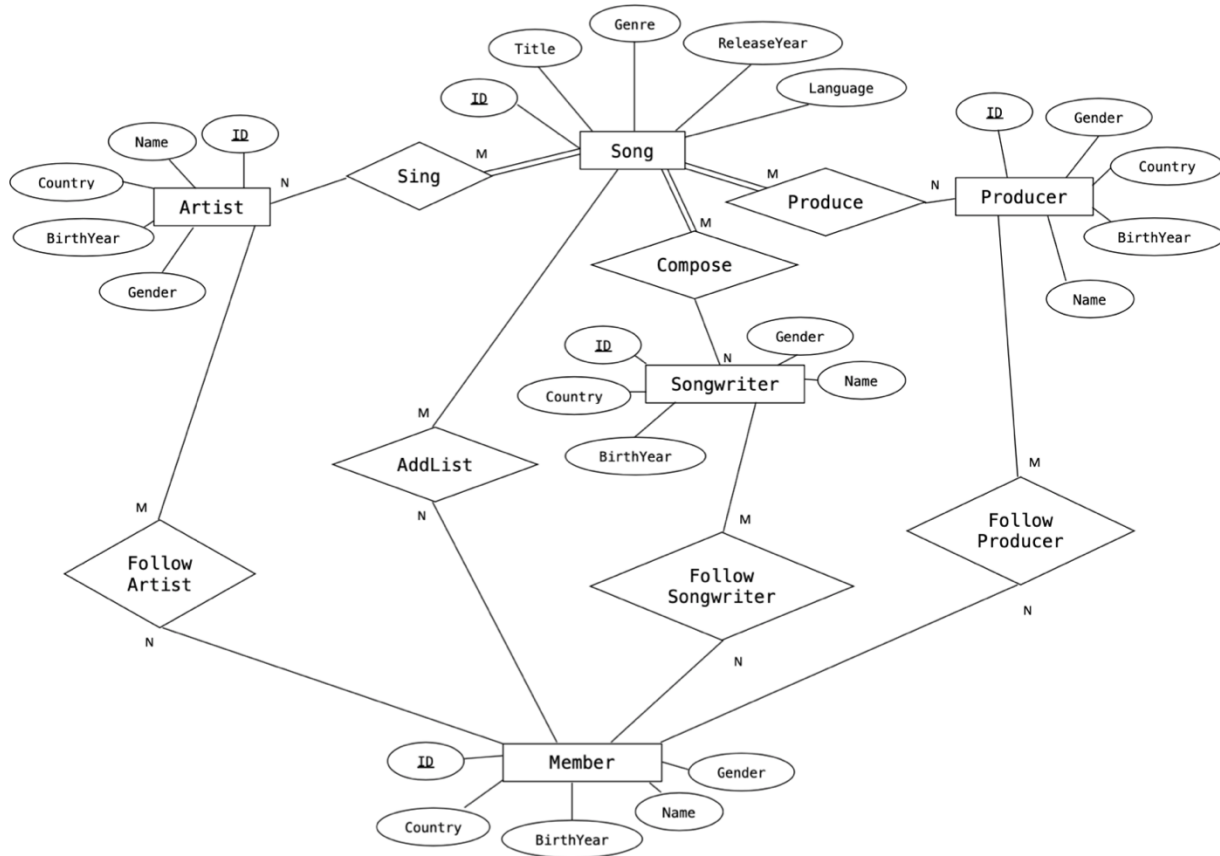 Genre
Title
ReleaseYear
Language
ID
ID
Gender
Name
ID
Song
M
M
Country
Sing
N
Country
Artist
Produce
N
Producer
BirthYear
M
BirthYear
Compose
Gender
Name
ID
Gender
N
Songwriter
Name
Country
M
AddList
BirthYear
M
N
M
M
Follow
Artist
Follow
Songwriter
Follow
Producer
N
N
N
Member
ID
Gender
Country
BirthYear
Name